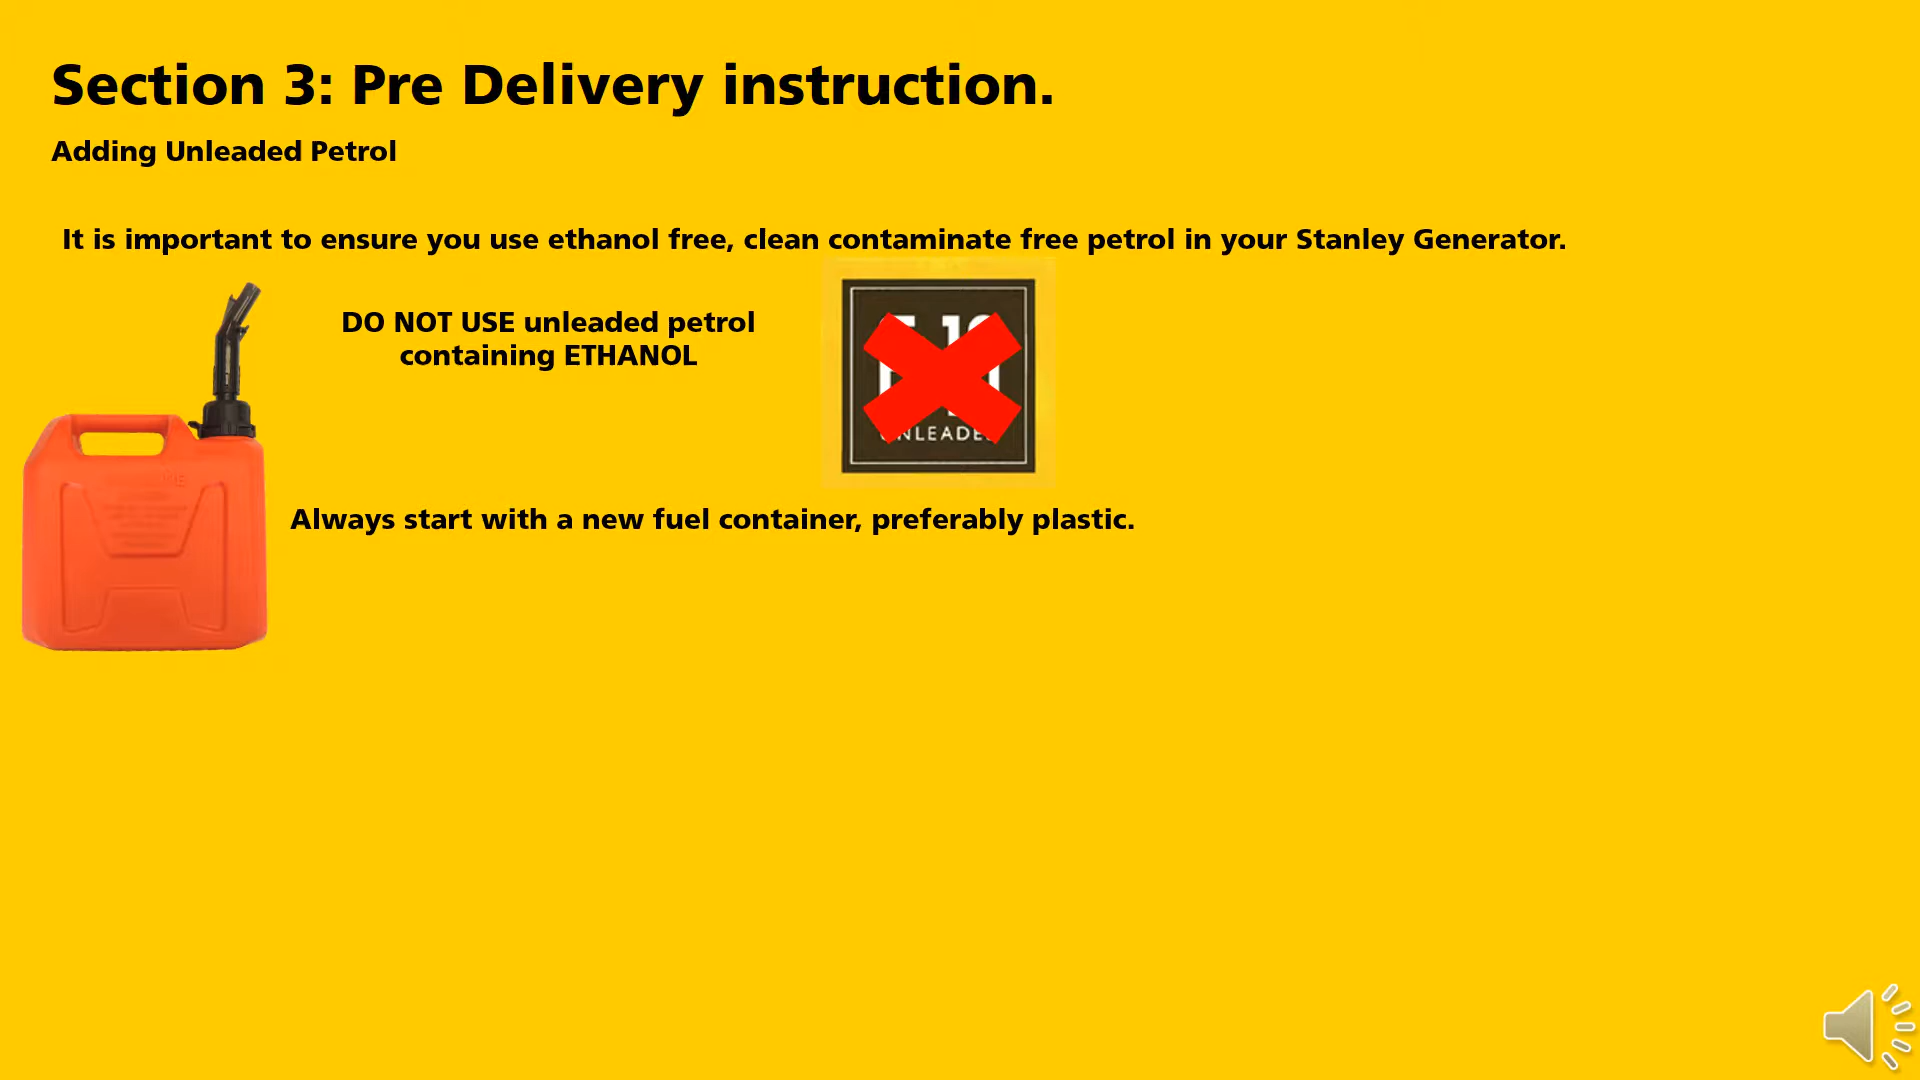 Section 3: Pre Delivery instruction.
Adding Unleaded Petrol
It is important to ensure you use ethanol free, clean contaminate free petrol in your Stanley Generator.
DO NOT USE unleaded petrol
containing ETHANOL
Always start with a new fuel container, preferably plastic.